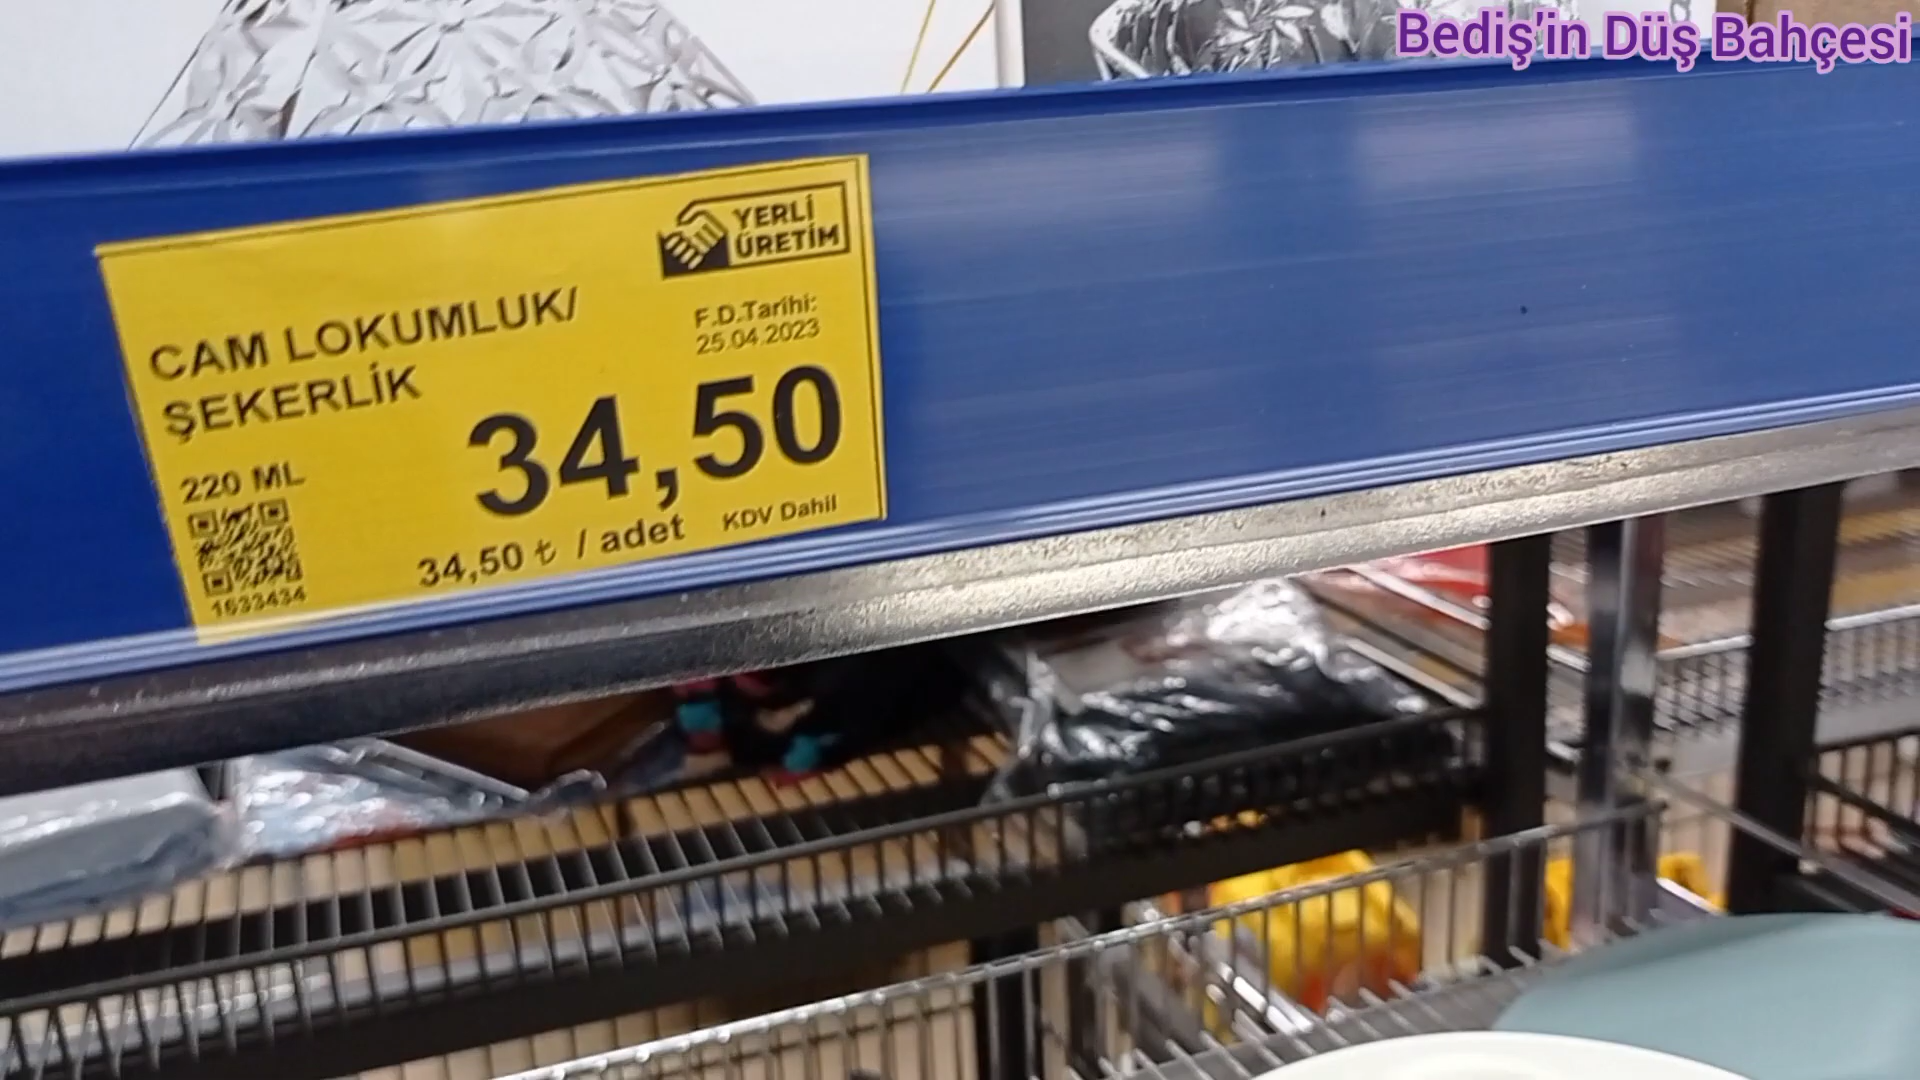 Bediş'in Düş Bahçesi
YERLİ
ÜRETİM
CAM LOKUMLUK/
ŞEKERLİK
F.D.Tarihi:
25.04.2023
220 ML
34,50
34,50 ₺ / adet
KDV Dahil
1633434